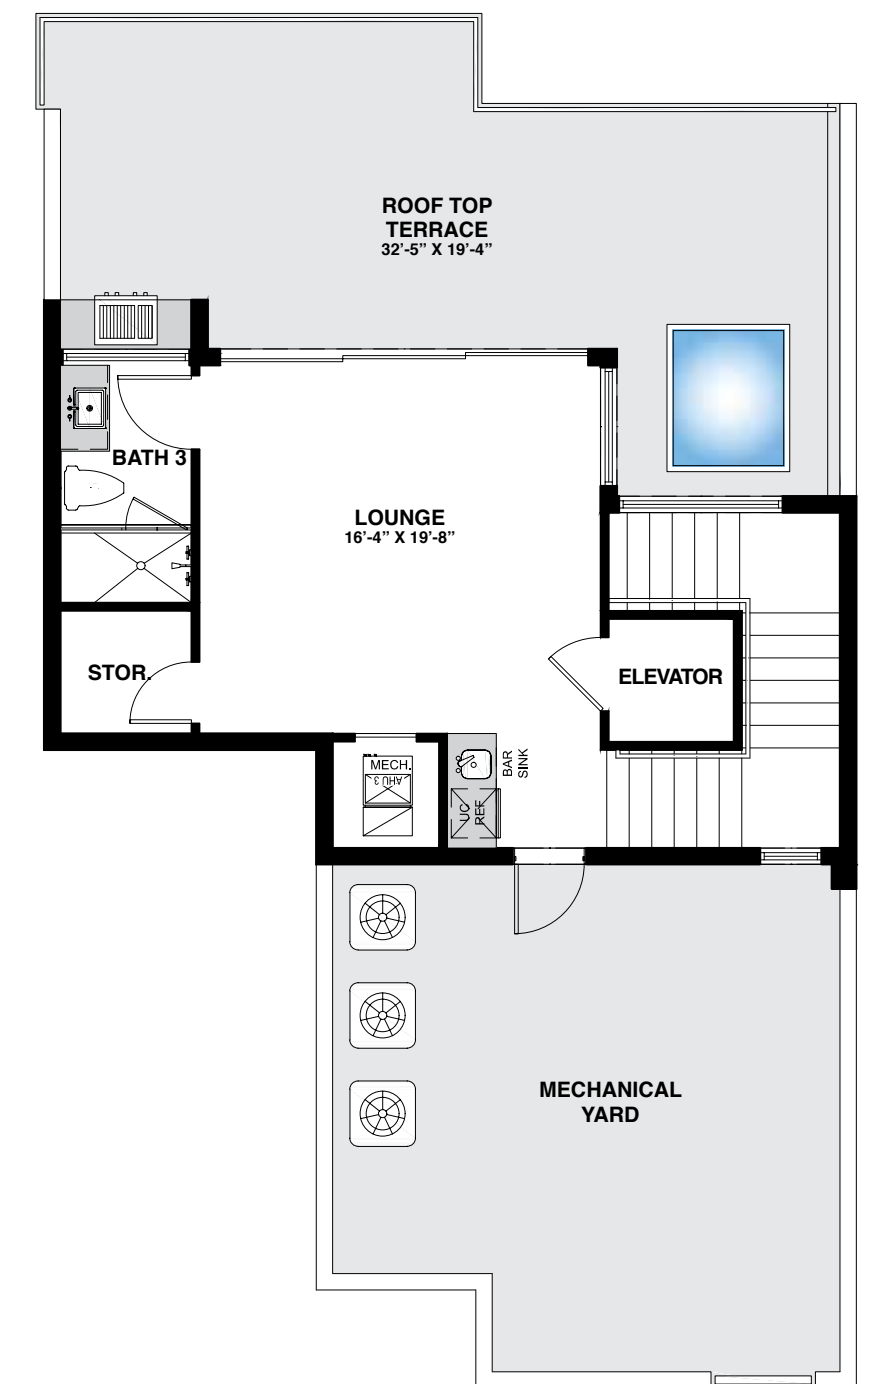 ROOF TOP
TERRACE
32’-5” X 19’-4”
BATH 3
LOUNGE
16’-4” X 19’-8”
STOR.
ELEVATOR
MECH.
AHU 3
BAR
SINK
UC
REF
MECHANICAL
YARD